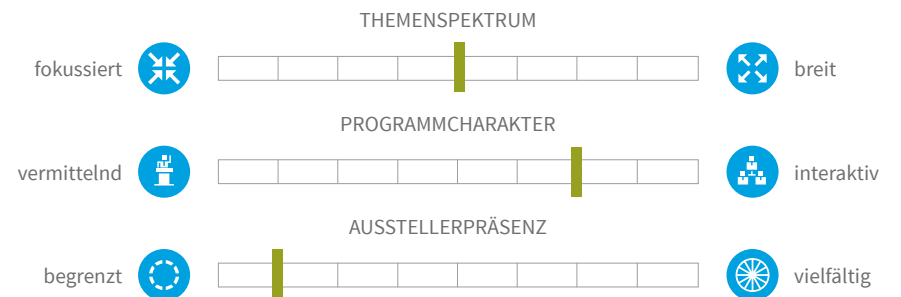 THEMENSPEKTRUM
fokussiert breit
PROGRAMMCHARAKTER
vermittelnd interaktiv
AUSSTELLERPRÄSENZ
begrenzt vielfältig